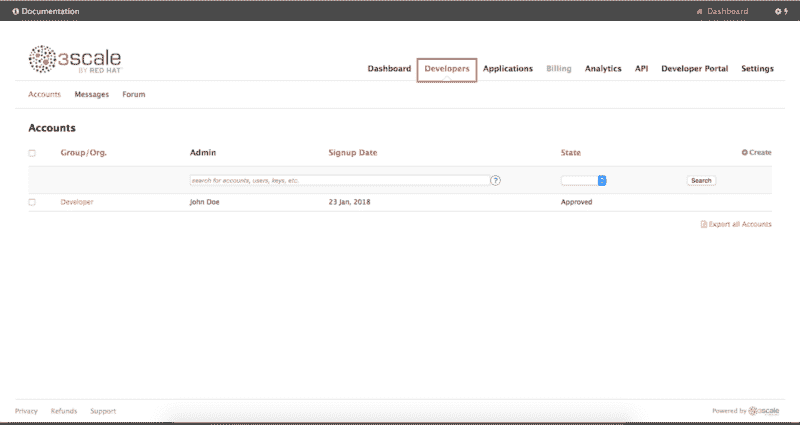 Documentation
Dashboard
3scale
BY RED HAT
Dashboard Developers Applications Billing Analytics API Developer Portal Settings
Accounts Messages Forum
Accounts
Group/Org. Admin Signup Date State Create
search for accounts, users, keys, etc. ? Search
Developer John Doe 23 Jan, 2018 Approved
Export all Accounts
Privacy Refunds Support
Powered by 3scale